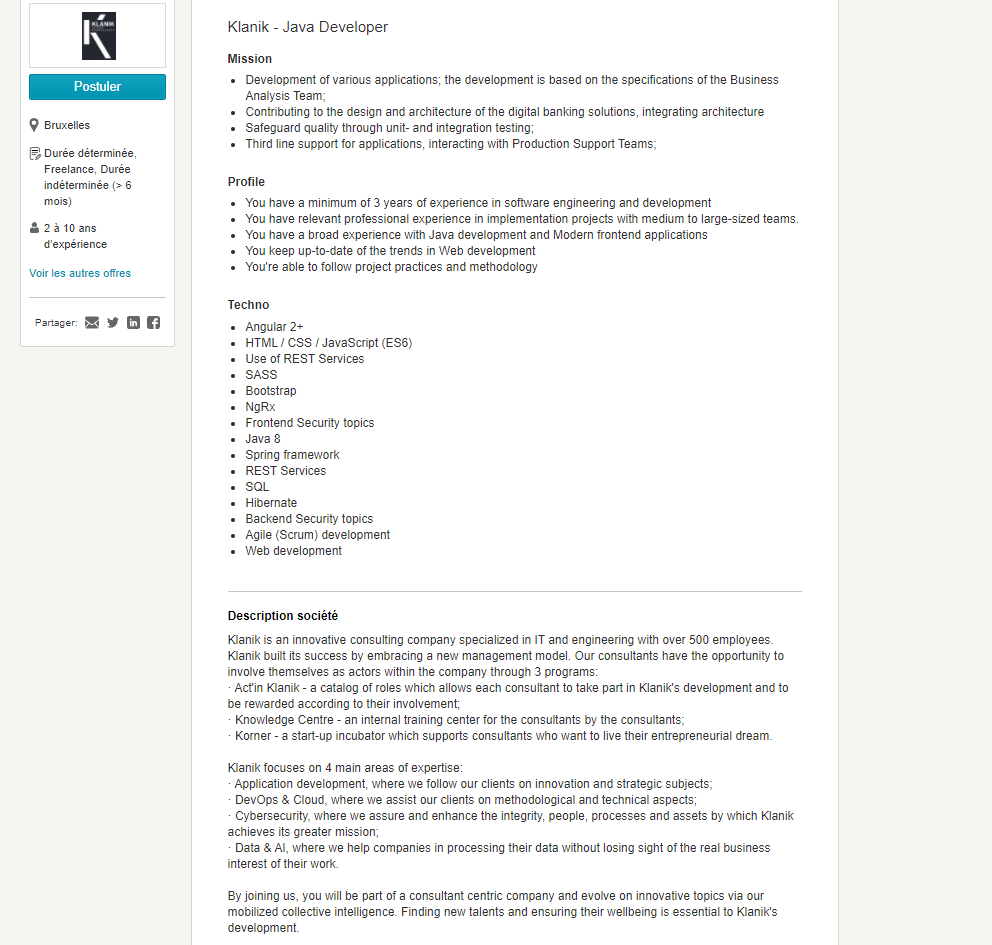 KLANIK
Postuler
Bruxelles
Durée déterminée,
Freelance, Durée
indéterminée (> 6
mois)
2 à 10 ans
d'expérience
Voir les autres offres
Partager:
Klanik - Java Developer
Mission
• Development of various applications; the development is based on the specifications of the Business
Analysis Team;
• Contributing to the design and architecture of the digital banking solutions, integrating architecture
• Safeguard quality through unit- and integration testing;
• Third line support for applications, interacting with Production Support Teams;
Profile
• You have a minimum of 3 years of experience in software engineering and development
• You have relevant professional experience in implementation projects with medium to large-sized teams.
• You have a broad experience with Java development and Modern frontend applications
• You keep up-to-date of the trends in Web development
• You're able to follow project practices and methodology
Techno
• Angular 2+
• HTML / CSS / JavaScript (ES6)
• Use of REST Services
• SASS
• Bootstrap
• NgRx
• Frontend Security topics
• Java 8
• Spring framework
• REST Services
• SQL
• Hibernate
• Backend Security topics
• Agile (Scrum) development
• Web development
Description société
Klanik is an innovative consulting company specialized in IT and engineering with over 500 employees.
Klanik built its success by embracing a new management model. Our consultants have the opportunity to
involve themselves as actors within the company through 3 programs:
· Act'in Klanik - a catalog of roles which allows each consultant to take part in Klanik's development and to
be rewarded according to their involvement;
· Knowledge Centre - an internal training center for the consultants by the consultants;
· Korner - a start-up incubator which supports consultants who want to live their entrepreneurial dream.
Klanik focuses on 4 main areas of expertise:
· Application development, where we follow our clients on innovation and strategic subjects;
· DevOps & Cloud, where we assist our clients on methodological and technical aspects;
· Cybersecurity, where we assure and enhance the integrity, people, processes and assets by which Klanik
achieves its greater mission;
· Data & AI, where we help companies in processing their data without losing sight of the real business
interest of their work.
By joining us, you will be part of a consultant centric company and evolve on innovative topics via our
mobilized collective intelligence. Finding new talents and ensuring their wellbeing is essential to Klanik's
development.